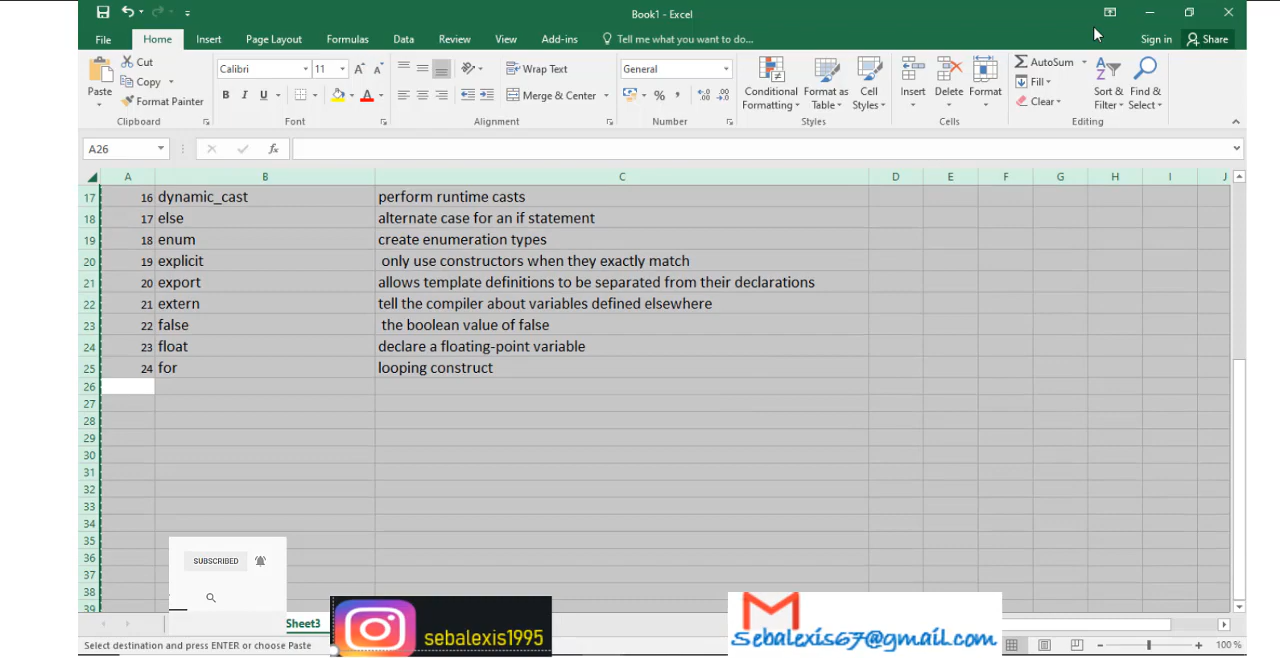 Book1 - Excel
File Home Insert Page Layout Formulas Data Review View Add-ins Tell me what you want to do... Sign in Share
Paste
Cut
Copy
Format Painter
Clipboard
Calibri 11
B I U
Font
Wrap Text
Merge & Center
Alignment
General
% ,
Number
Conditional Formatting
Format as Table
Cell Styles
Styles
Insert Delete Format
Cells
AutoSum
Fill
Clear
Sort & Filter
Find & Select
Editing
A26 fx
A B C D E F G H I J
17 16 dynamic_cast perform runtime casts
18 17 else alternate case for an if statement
19 18 enum create enumeration types
20 19 explicit only use constructors when they exactly match
21 20 export allows template definitions to be separated from their declarations
22 21 extern tell the compiler about variables defined elsewhere
23 22 false the boolean value of false
24 23 float declare a floating-point variable
25 24 for looping construct
26
27
28
29
30
31
32
33
34
35
36
37
38
39
SUBSCRIBED
Sheet3
sebalexis1995
sebalexis67@gmail.com
Select destination and press ENTER or choose Paste
100 %